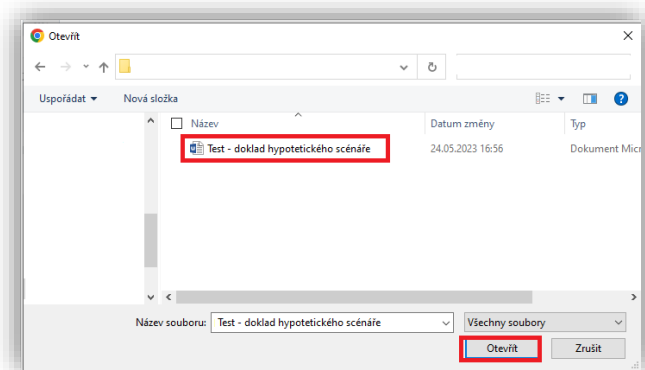 Otevřít
Uspořádat Nová složka
Název Datum změny Typ
Test - doklad hypotetického scénáře 24.05.2023 16:56 Dokument Micr
Název souboru: Test - doklad hypotetického scénáře Všechny soubory
Otevřít Zrušit